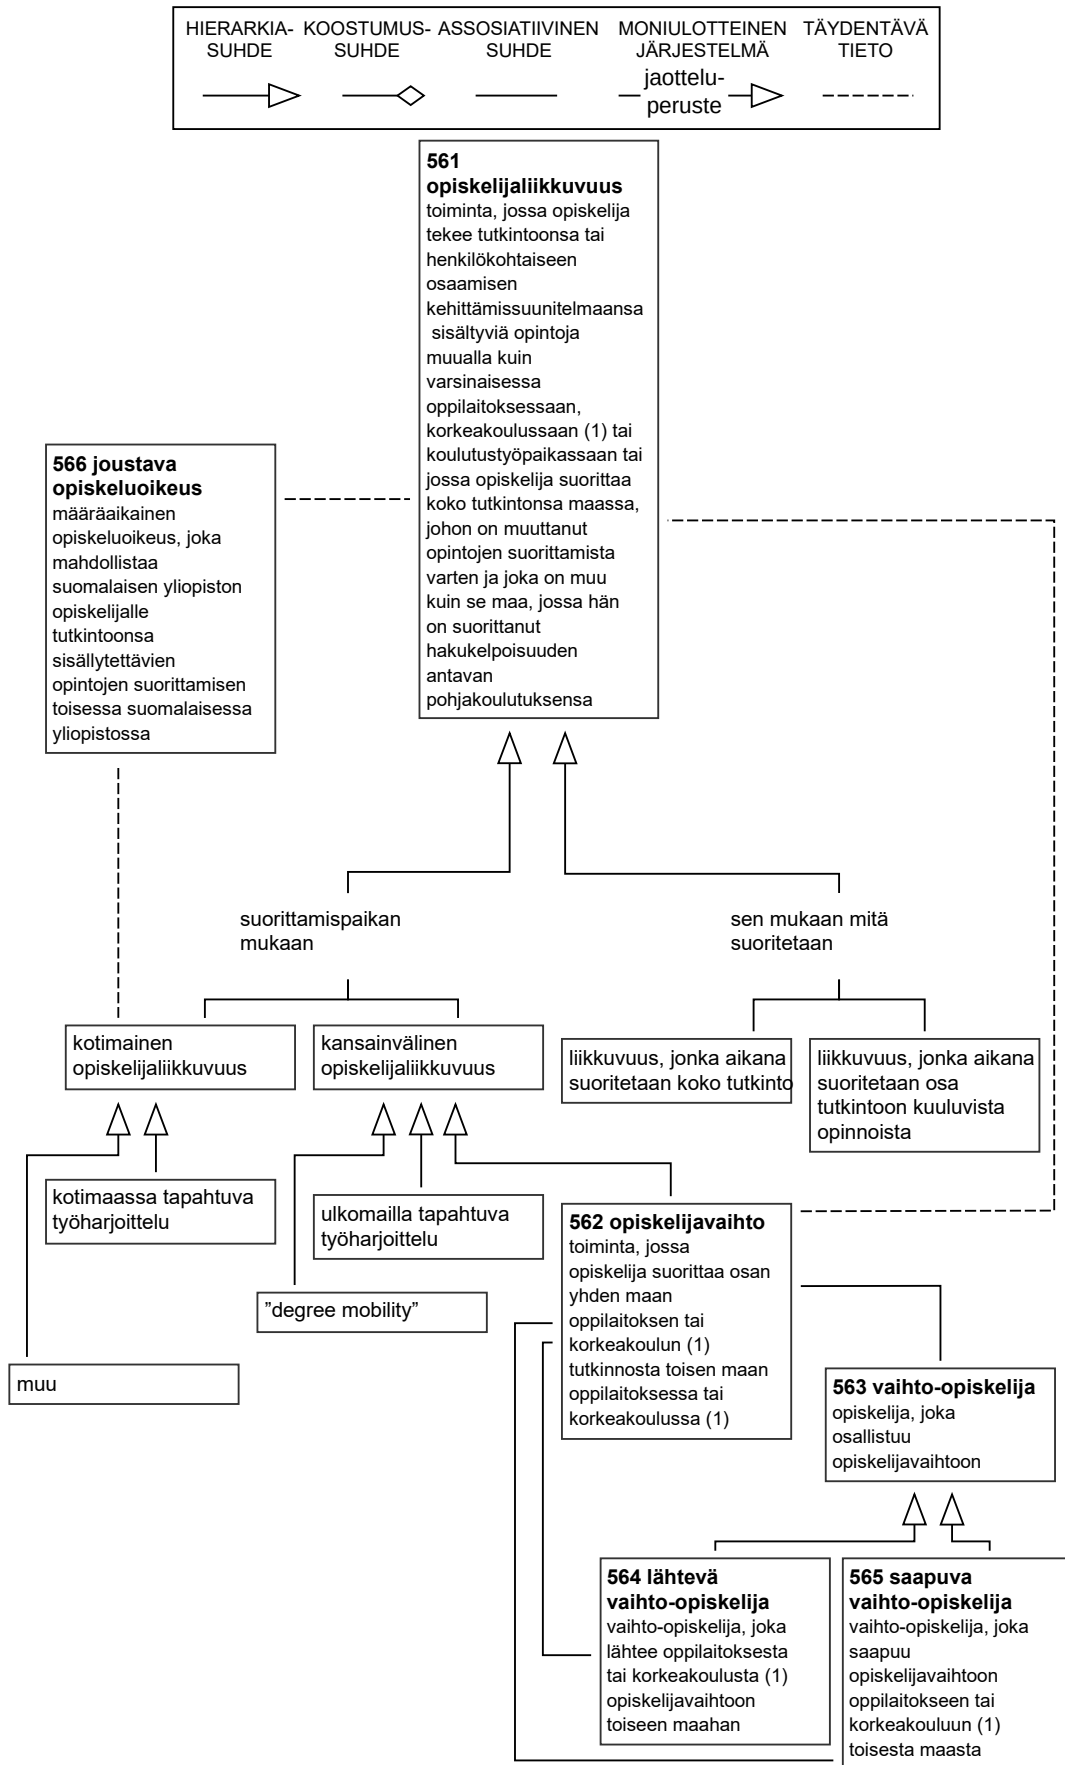 HIERARKIA-
SUHDE
KOOSTUMUS-
SUHDE
ASSOSIATIIVINEN
SUHDE
MONIULOTTEINEN
JÄRJESTELMÄ
jaottelu-
peruste
TÄYDENTÄVÄ
TIETO
561
opiskelijaliikkuvuus
toiminta, jossa opiskelija
tekee tutkintoonsa tai
henkilökohtaiseen
osaamisen
kehittämissuunitelmaansa
sisältyviä opintoja
muualla kuin
varsinaisessa
oppilaitoksessaan,
korkeakoulussaan (1) tai
koulutustyöpaikassaan tai
jossa opiskelija suorittaa
koko tutkintonsa maassa,
johon on muuttanut
opintojen suorittamista
varten ja joka on muu
kuin se maa, jossa hän
on suorittanut
hakukelpoisuuden
antavan
pohjakoulutuksensa
566 joustava
opiskeluoikeus
määräaikainen
opiskeluoikeus, joka
mahdollistaa
suomalaisen yliopiston
opiskelijalle
tutkintoonsa
sisällytettävien
opintojen suorittamisen
toisessa suomalaisessa
yliopistossa
suorittamispaikan
mukaan
sen mukaan mitä
suoritetaan
kotimainen
opiskelijaliikkuvuus
kansainvälinen
opiskelijaliikkuvuus
liikkuvuus, jonka aikana
suoritetaan koko tutkinto
liikkuvuus, jonka aikana
suoritetaan osa
tutkintoon kuuluvista
opinnoista
kotimaassa tapahtuva
työharjoittelu
ulkomailla tapahtuva
työharjoittelu
”degree mobility”
muu
562 opiskelijavaihto
toiminta, jossa
opiskelija suorittaa osan
yhden maan
oppilaitoksen tai
korkeakoulun (1)
tutkinnosta toisen maan
oppilaitoksessa tai
korkeakoulussa (1)
563 vaihto-opiskelija
opiskelija, joka
osallistuu
opiskelijavaihtoon
564 lähtevä
vaihto-opiskelija
vaihto-opiskelija, joka
lähtee oppilaitoksesta
tai korkeakoulusta (1)
opiskelijavaihtoon
toiseen maahan
565 saapuva
vaihto-opiskelija
vaihto-opiskelija, joka
saapuu
opiskelijavaihtoon
oppilaitokseen tai
korkeakouluun (1)
toisesta maasta